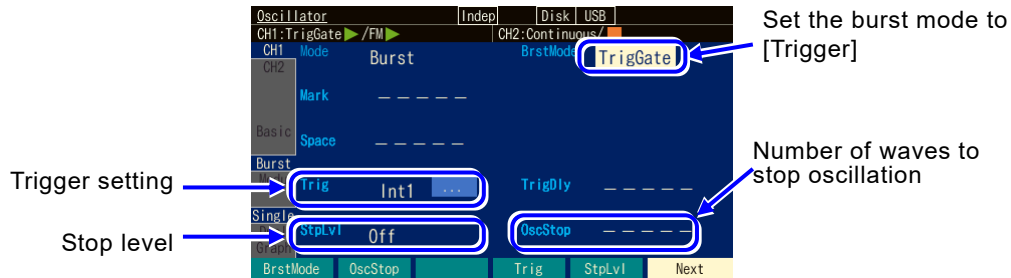 Oscillator Indep Disk USB
CH1:TrigGate /FM CH2:Continuous/
CH1 Mode Burst BrstMode TrigGate
CH2
Mark － － － － －
Basic Space － － － － －
Burst
Trig Int1 ... TrigDly － － － － －
Single
StpLvl Off OscStop － － － － －
Graph
BrstMode OscStop Trig StpLvl Next
Set the burst mode to
[Trigger]
Number of waves to
stop oscillation
Trigger setting
Stop level